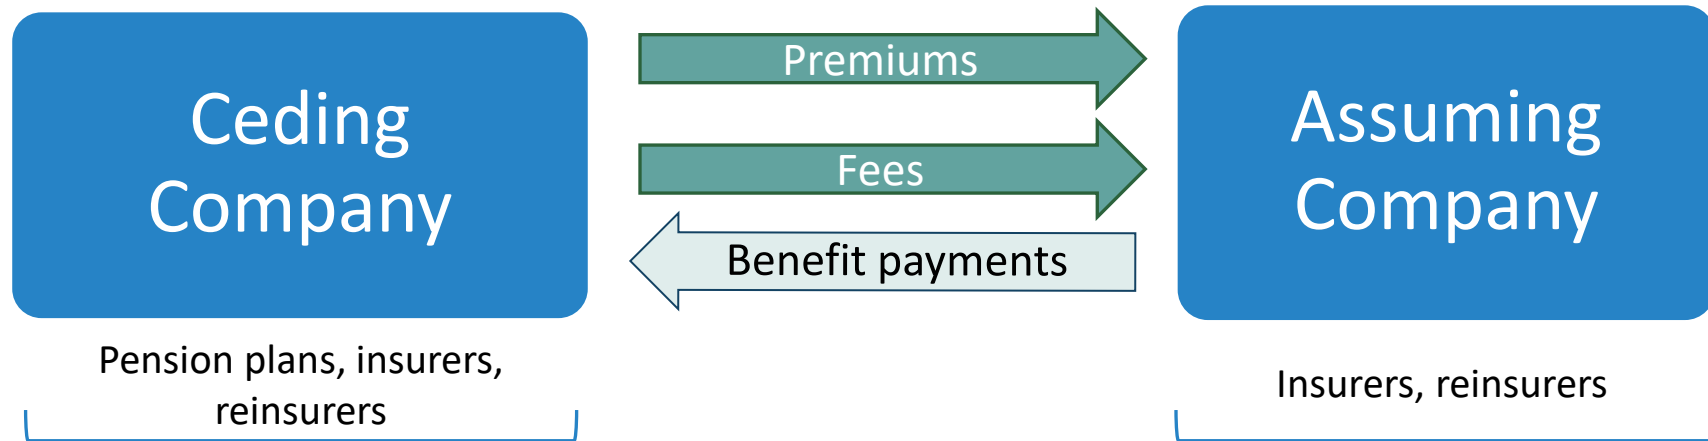 Ceding
Company
Premiums
Fees
Benefit payments
Assuming
Company
Pension plans, insurers,
reinsurers
Insurers, reinsurers